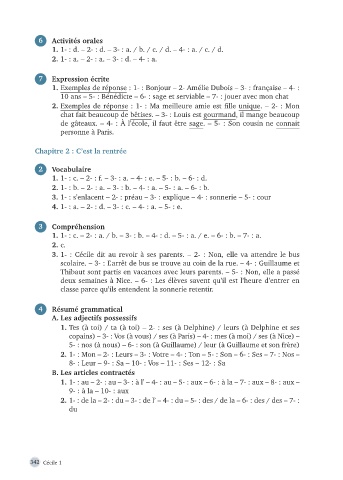 6 Activités orales
1. 1- : d. – 2- : d. – 3- : a. / b. / c. / d. – 4- : a. / c. / d.
2. 1- : a. – 2- : a. – 3- : d. – 4- : a.
7 Expression écrite
1. Exemples de réponse : 1- : Bonjour – 2- Amélie Dubois – 3- : française – 4- :
10 ans – 5- : Bénédicte – 6- : sage et serviable – 7- : jouer avec mon chat
2. Exemples de réponse : 1- : Ma meilleure amie est fille unique. – 2- : Mon
chat fait beaucoup de bêtises. – 3- : Louis est gourmand, il mange beaucoup
de gâteaux. – 4- : À l'école, il faut être sage. – 5- : Son cousin ne connait
personne à Paris.
Chapitre 2 : C'est la rentrée
2 Vocabulaire
1. 1- : c. – 2- : f. – 3- : a. – 4- : e. – 5- : b. – 6- : d.
2. 1- : b. – 2- : a. – 3- : b. – 4- : a. – 5- : a. – 6- : b.
3. 1- : s'enlacent – 2- : préau – 3- : explique – 4- : sonnerie – 5- : cour
4. 1- : a. – 2- : d. – 3- : c. – 4- : a. – 5- : e.
3 Compréhension
1. 1- : c. – 2- : a. / b. – 3- : b. – 4- : d. – 5- : a. / e. – 6- : b. – 7- : a.
2. c.
3. 1- : Cécile dit au revoir à ses parents. – 2- : Non, elle va attendre le bus
scolaire. – 3- : L'arrêt de bus se trouve au coin de la rue. – 4- : Guillaume et
Thibaut sont partis en vacances avec leurs parents. – 5- : Non, elle a passé
deux semaines à Nice. – 6- : Les élèves savent qu'il est l'heure d'entrer en
classe parce qu'ils entendent la sonnerie retentir.
4 Résumé grammatical
A. Les adjectifs possessifs
1. Tes (à toi) / ta (à toi) – 2- : ses (à Delphine) / leurs (à Delphine et ses
copains) – 3- : Vos (à vous) / ses (à Paris) – 4- : mes (à moi) / ses (à Nice) –
5- : nos (à nous) – 6- : son (à Guillaume) / leur (à Guillaume et son frère)
2. 1- : Mon – 2- : Leurs – 3- : Votre – 4- : Ton – 5- : Son – 6- : Ses – 7- : Nos –
8- : Leur – 9- : Sa – 10- : Vos – 11- : Ses – 12- : Sa
B. Les articles contractés
1. 1- : au – 2- : au – 3- : à l' – 4- : au – 5- : aux – 6- : à la – 7- : aux – 8- : aux –
9- : à la – 10- : aux
2. 1- : de la – 2- : du – 3- : de l' – 4- : du – 5- : des / de la – 6- : des / des – 7- :
du
342 Cécile 1